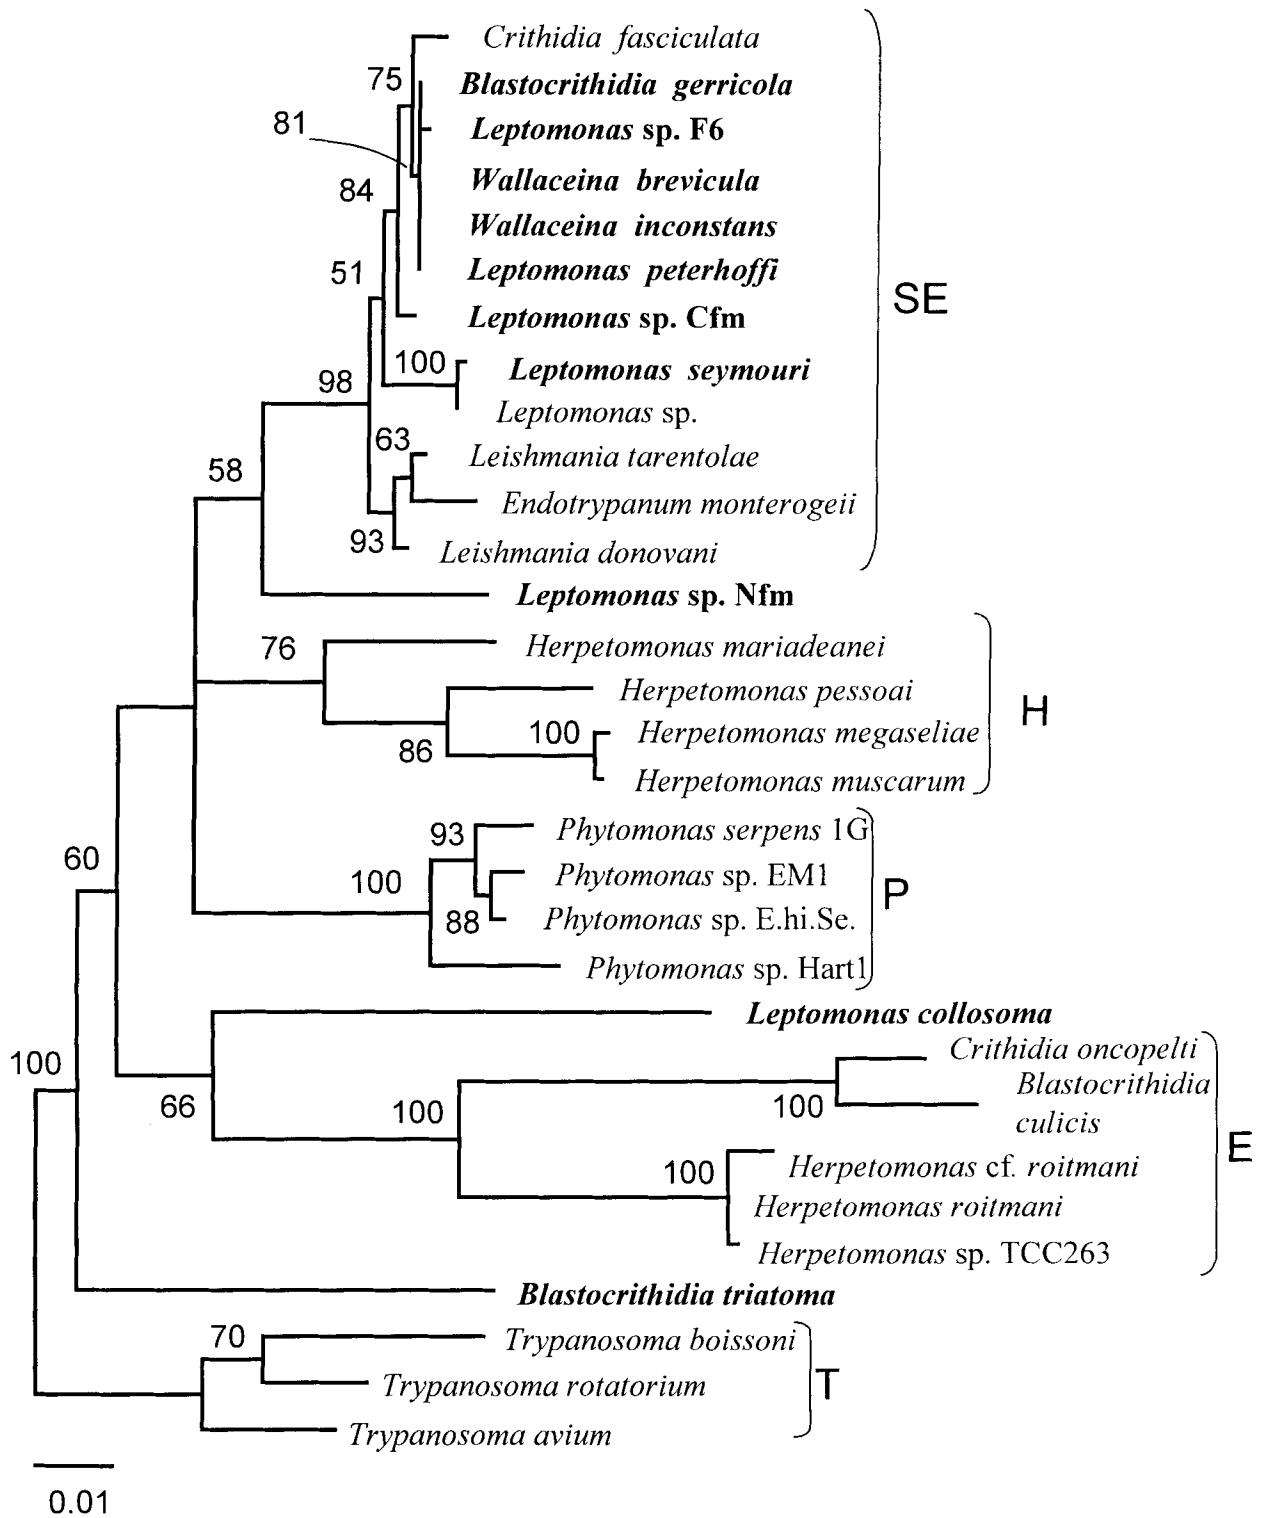 Crithidia fasciculata
75
Blastocrithidia gerricola
81
Leptomonas sp. F6
84
Wallaceina brevicula
Wallaceina inconstans
51
Leptomonas peterhoffi
SE
Leptomonas sp. Cfm
100
Leptomonas seymouri
98
Leptomonas sp.
63
Leishmania tarentolae
58
Endotrypanum monterogeii
93
Leishmania donovani
Leptomonas sp. Nfm
76
Herpetomonas mariadeanei
Herpetomonas pessoai
H
100
Herpetomonas megaseliae
86
Herpetomonas muscarum
93
Phytomonas serpens 1G
60
100
Phytomonas sp. EM1
P
88
Phytomonas sp. E.hi.Se.
Phytomonas sp. Hart1
Leptomonas collosoma
100
Crithidia oncopelti
Blastocrithidia
culicis
66
100
100
E
100
Herpetomonas cf. roitmani
Herpetomonas roitmani
Herpetomonas sp. TCC263
Blastocrithidia triatoma
70
Trypanosoma boissoni
Trypanosoma rotatorium
T
Trypanosoma avium
0.01